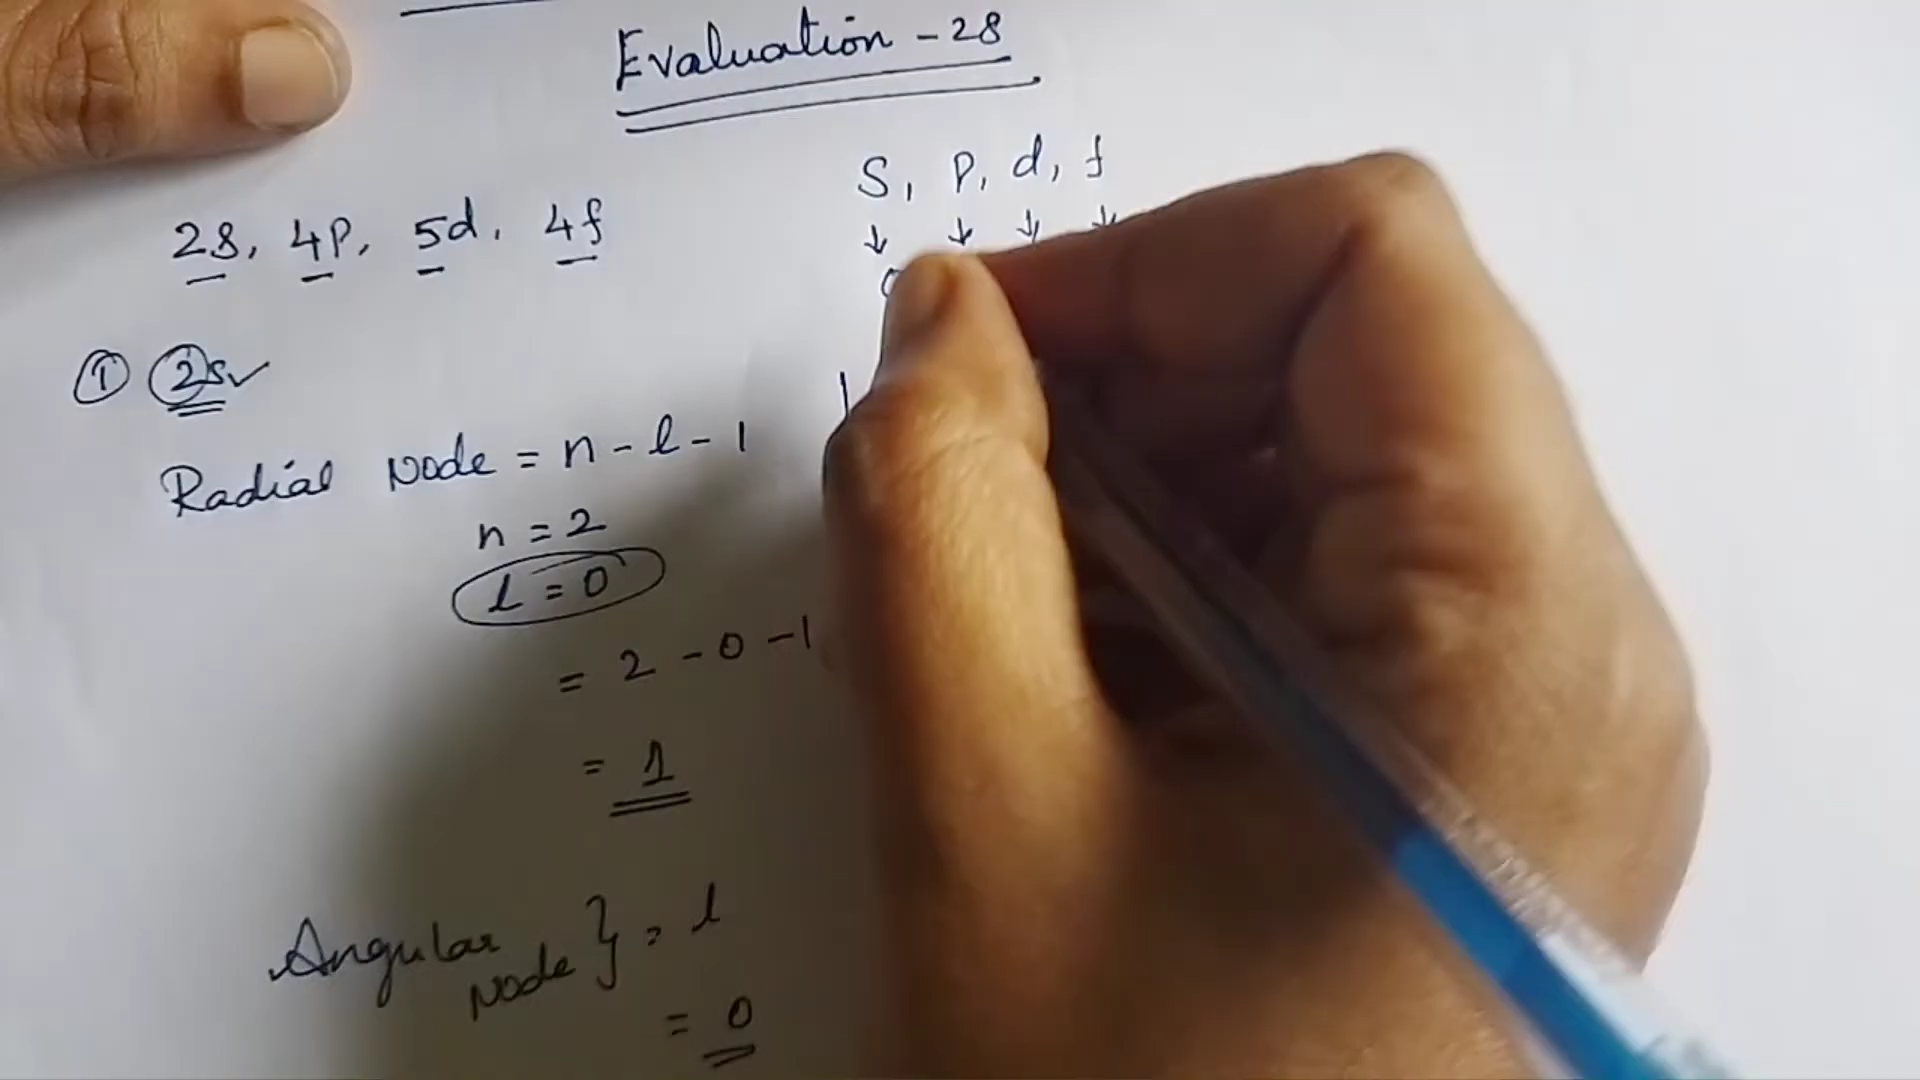 Evaluation - 28
S, P, d, f
↓ ↓ ↓ ↓
2s, 4p, 5d, 4f
① 2s✓
Radial Node = n - l - 1
n = 2
l = 0
= 2 - 0 - 1
= 1
Angular Node } = l
= 0